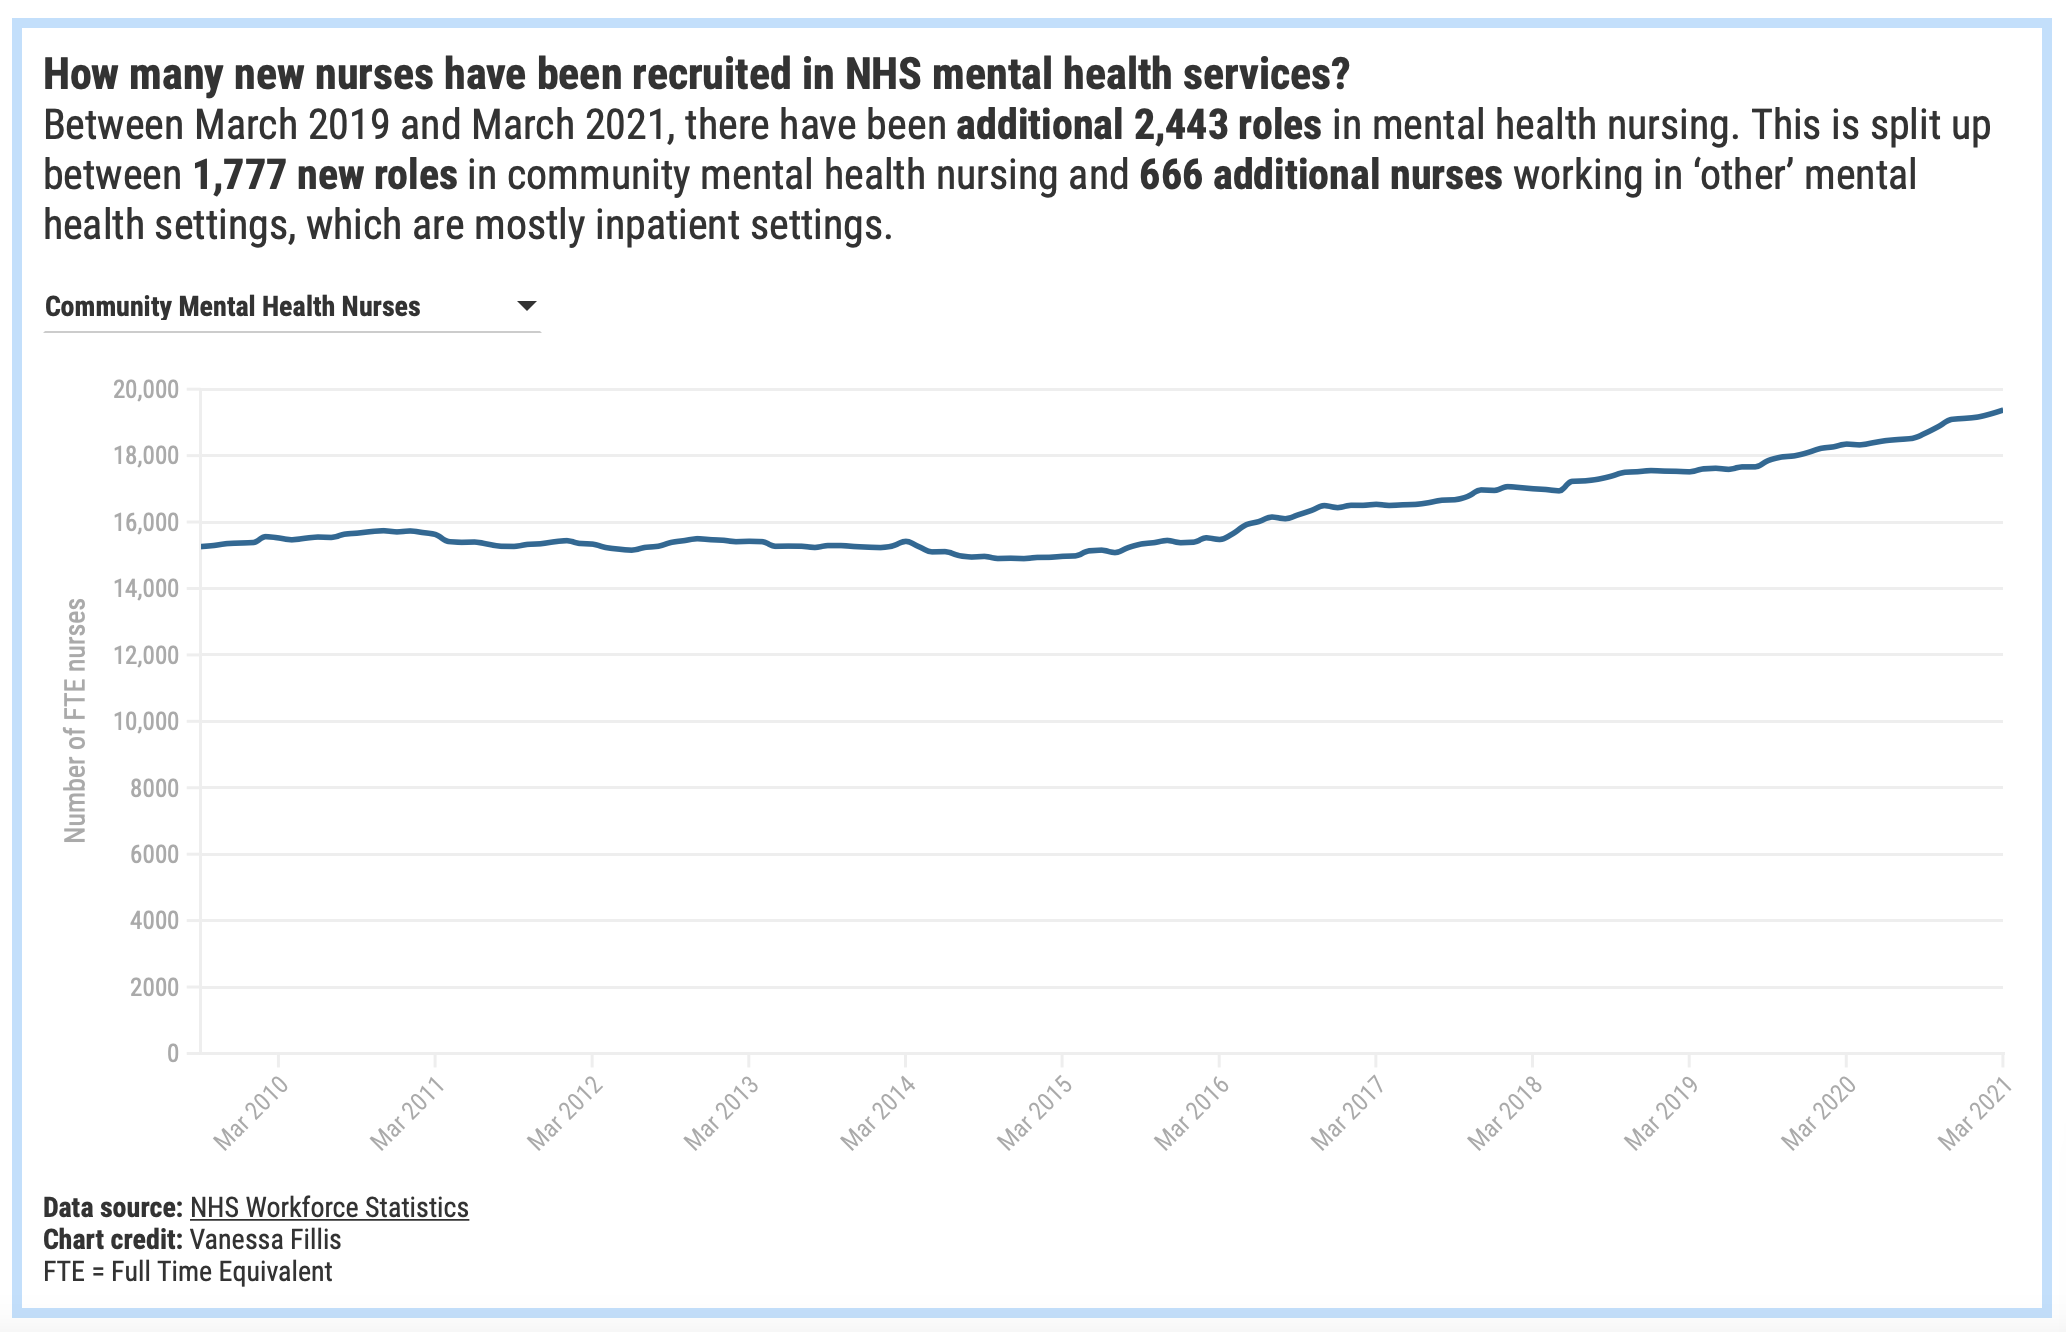 How many new nurses have been recruited in NHS mental health services?
Between March 2019 and March 2021, there have been additional 2,443 roles in mental health nursing. This is split up
between 1,777 new roles in community mental health nursing and 666 additional nurses working in ‘other’ mental
health settings, which are mostly inpatient settings.
Community Mental Health Nurses
Number of FTE nurses
20,000
18,000
16,000
14,000
12,000
10,000
8000
6000
4000
2000
0
Mar 2010
Mar 2011
Mar 2012
Mar 2013
Mar 2014
Mar 2015
Mar 2016
Mar 2017
Mar 2018
Mar 2019
Mar 2020
Mar 2021
Data source: NHS Workforce Statistics
Chart credit: Vanessa Fillis
FTE = Full Time Equivalent